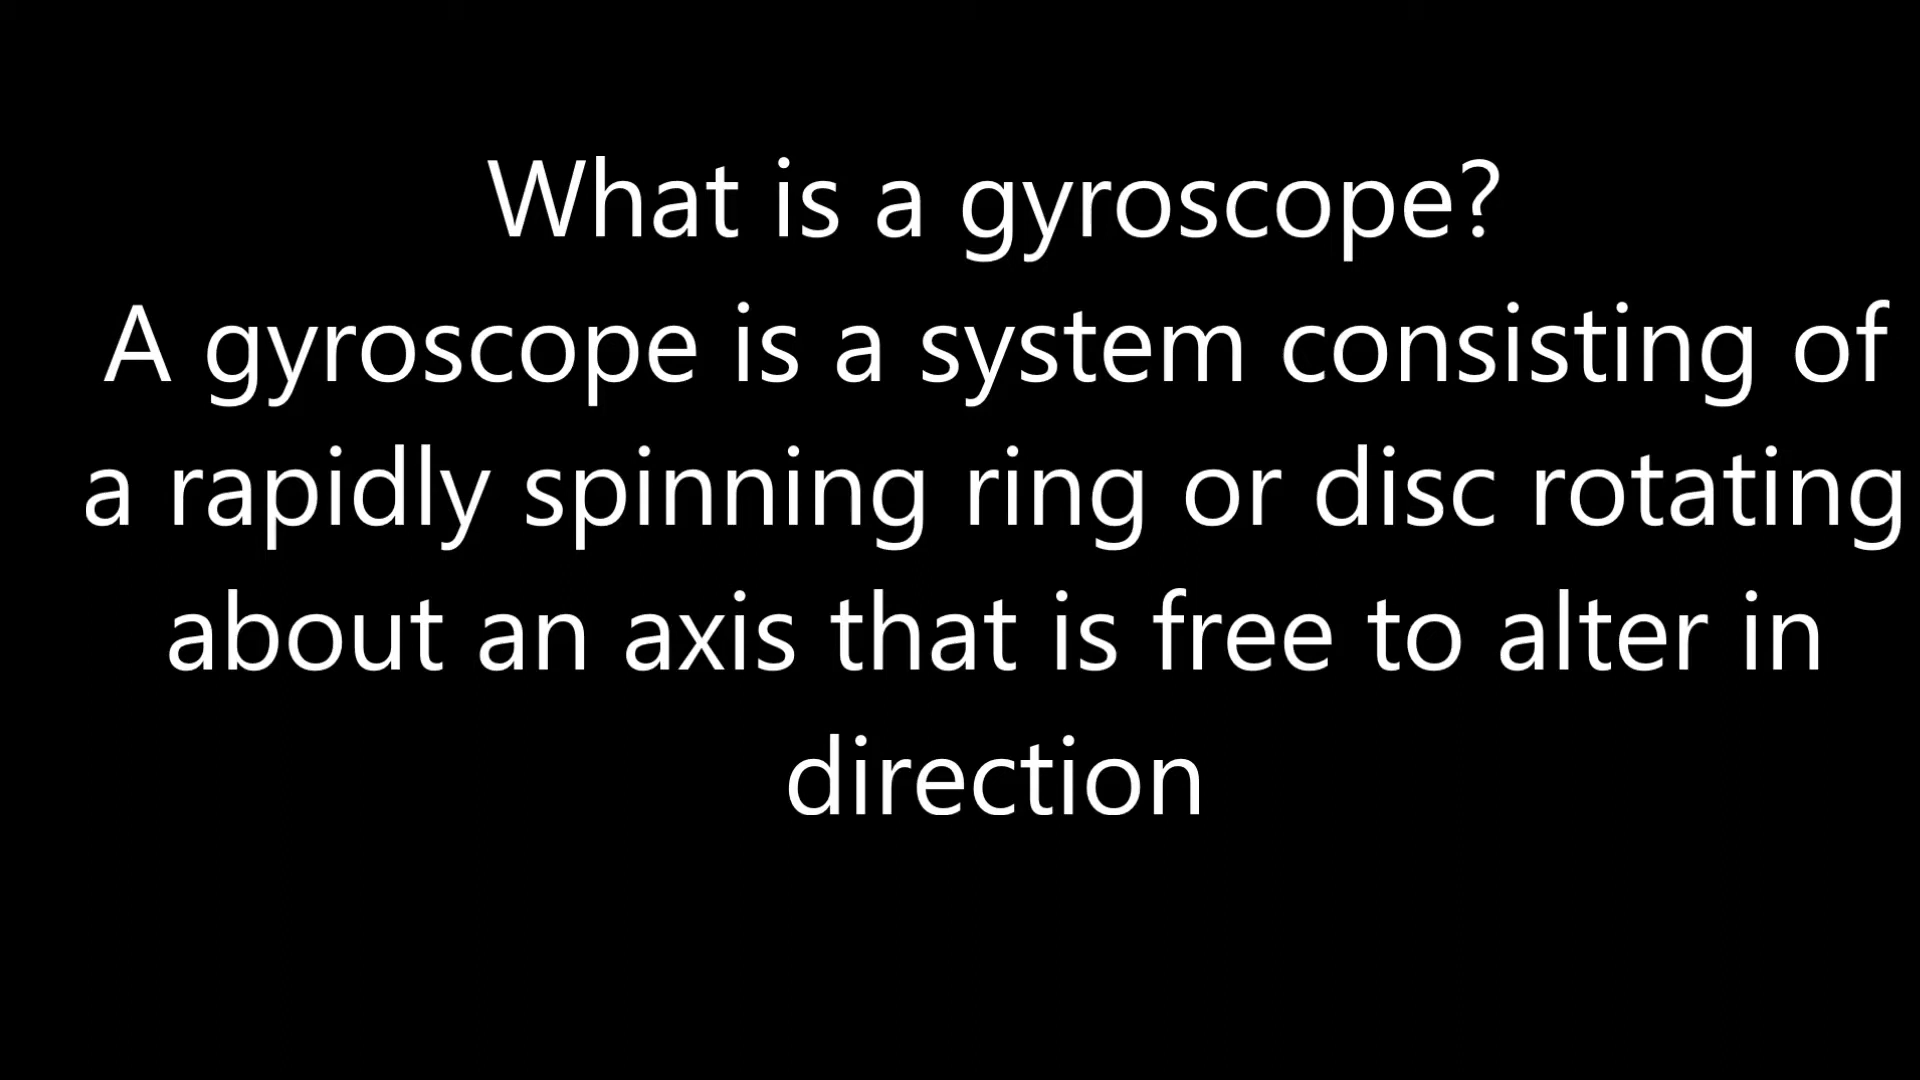 What is a gyroscope?
A gyroscope is a system consisting of
a rapidly spinning ring or disc rotating
about an axis that is free to alter in
direction